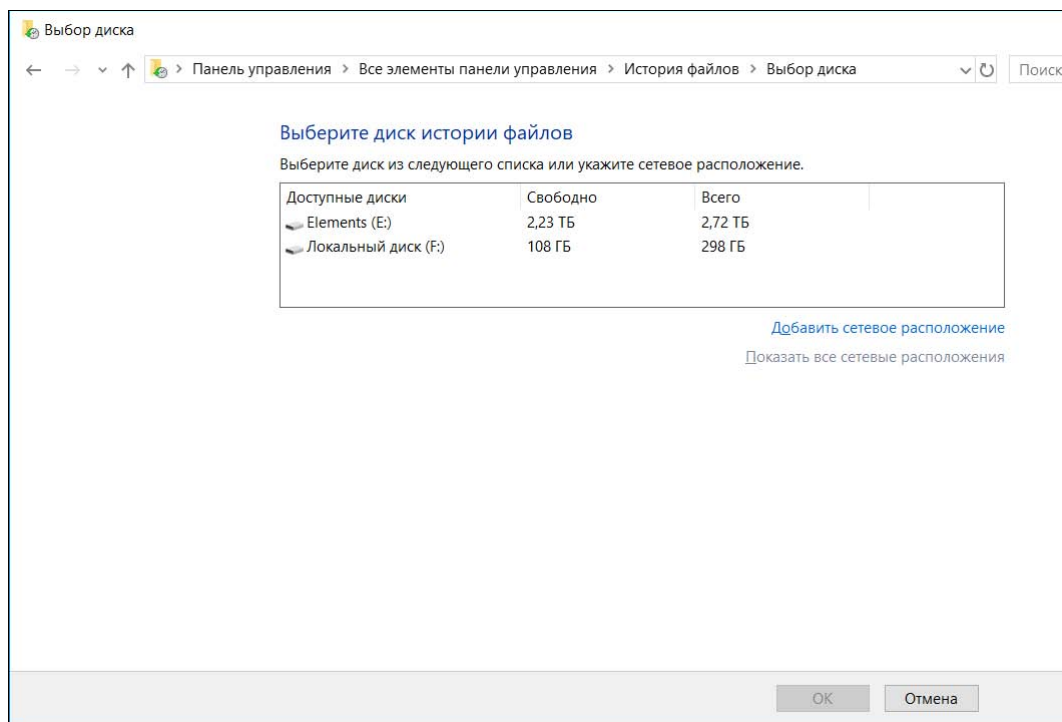 Выбор диска
Панель управления > Все элементы панели управления > История файлов > Выбор диска
Поиск
Выберите диск истории файлов
Выберите диск из следующего списка или укажите сетевое расположение.
Доступные диски Свободно Всего
Elements (E:) 2,23 ТБ 2,72 ТБ
Локальный диск (F:) 108 ГБ 298 ГБ
Добавить сетевое расположение
Показать все сетевые расположения
OK Отмена